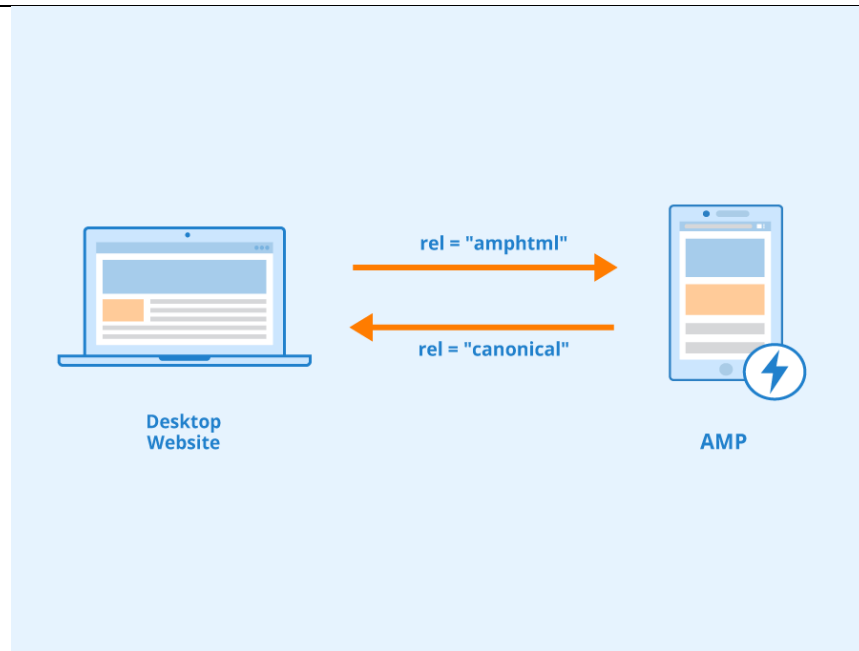 rel = "amphtml"
rel = "canonical"
Desktop
Website
AMP